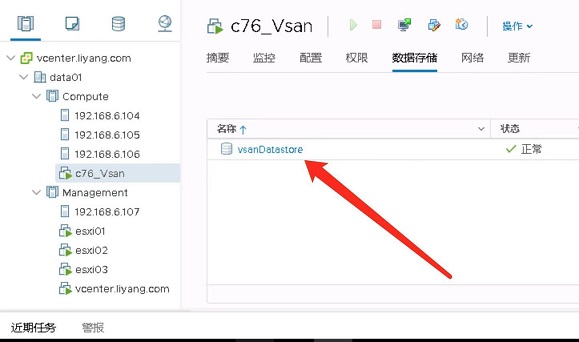 c76_Vsan
操作
摘要 监控 配置 权限 数据存储 网络 更新
vcenter.liyang.com
data01
Compute
192.168.6.104
192.168.6.105
192.168.6.106
c76_Vsan
Management
192.168.6.107
esxi01
esxi02
esxi03
vcenter.liyang.com
名称 ↑ 状态
vsanDatastore 正常
近期任务 警报